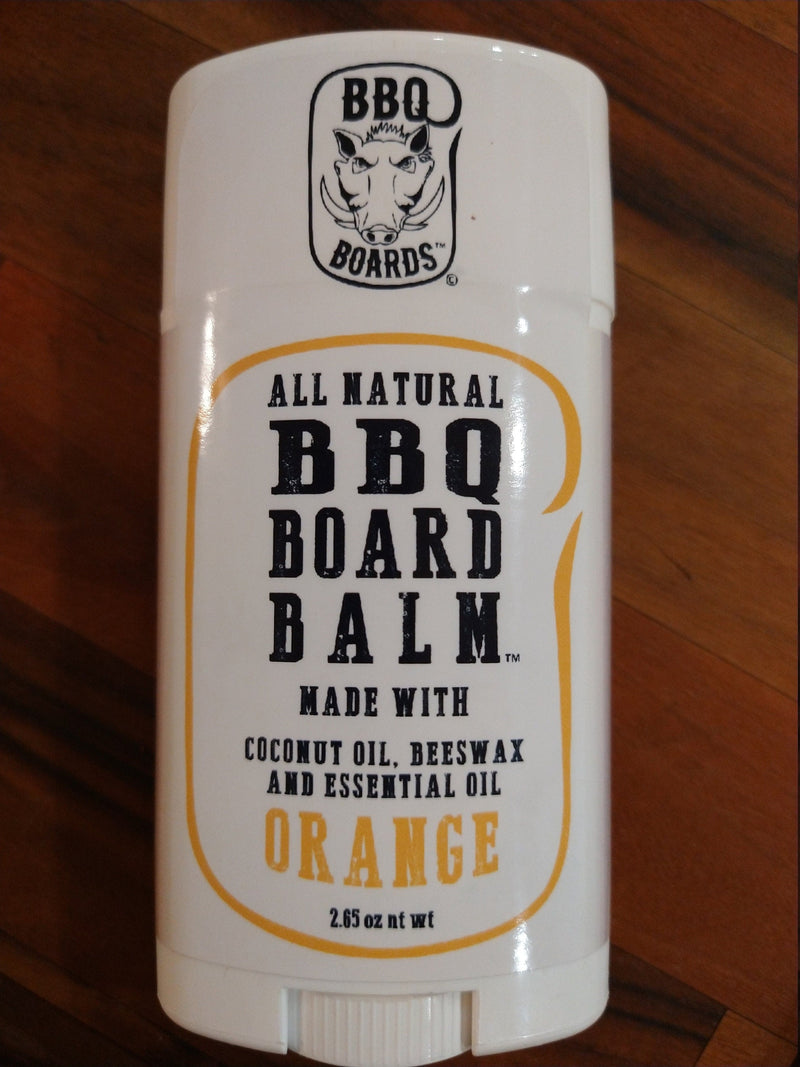 BBQ
BOARDS™
©
ALL NATURAL
BBQ
BOARD
BALM™
MADE WITH
COCONUT OIL, BEESWAX
AND ESSENTIAL OIL
ORANGE
2.65 oz nt wt